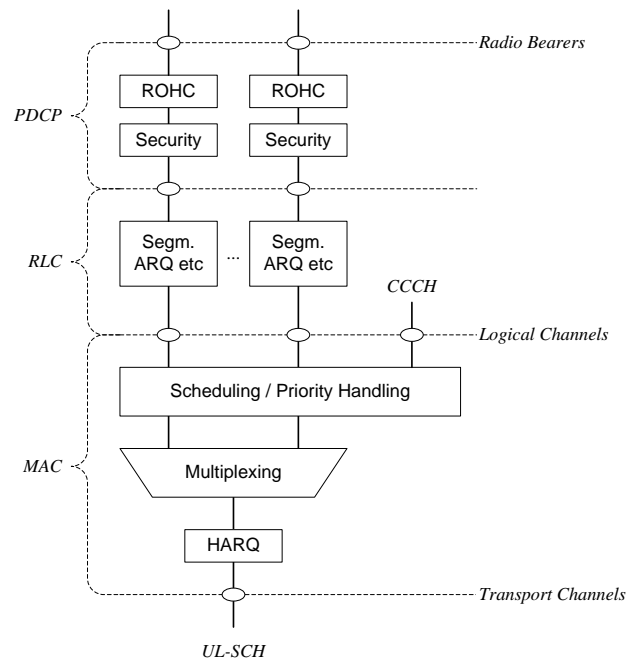 Radio Bearers
ROHC ROHC
PDCP
Security Security
Segm. ARQ etc ... Segm. ARQ etc
RLC
CCCH
Logical Channels
Scheduling / Priority Handling
MAC
Multiplexing
HARQ
Transport Channels
UL-SCH